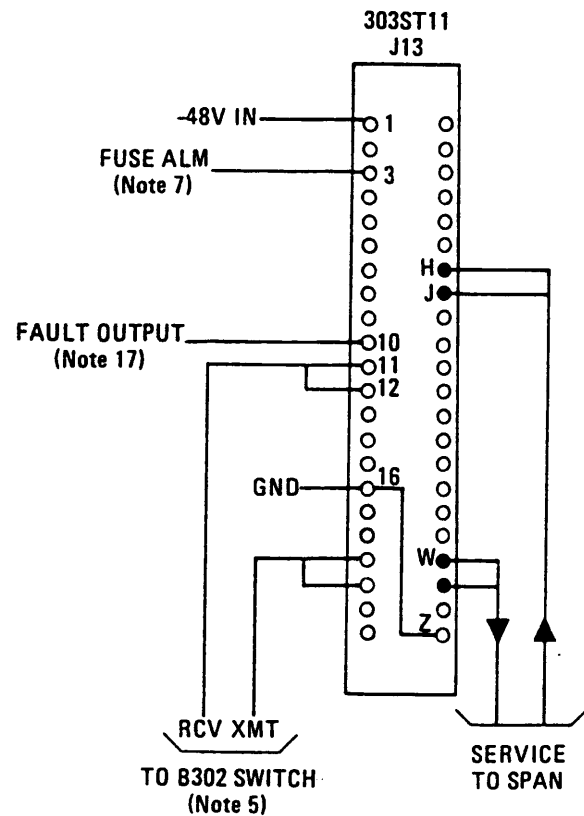 303ST11
J13
-48V IN
1
FUSE ALM
3
(Note 7)
H
J
FAULT OUTPUT
10
(Note 17)
11
12
GND
16
W
Z
RCV XMT
TO B302 SWITCH
(Note 5)
SERVICE
TO SPAN